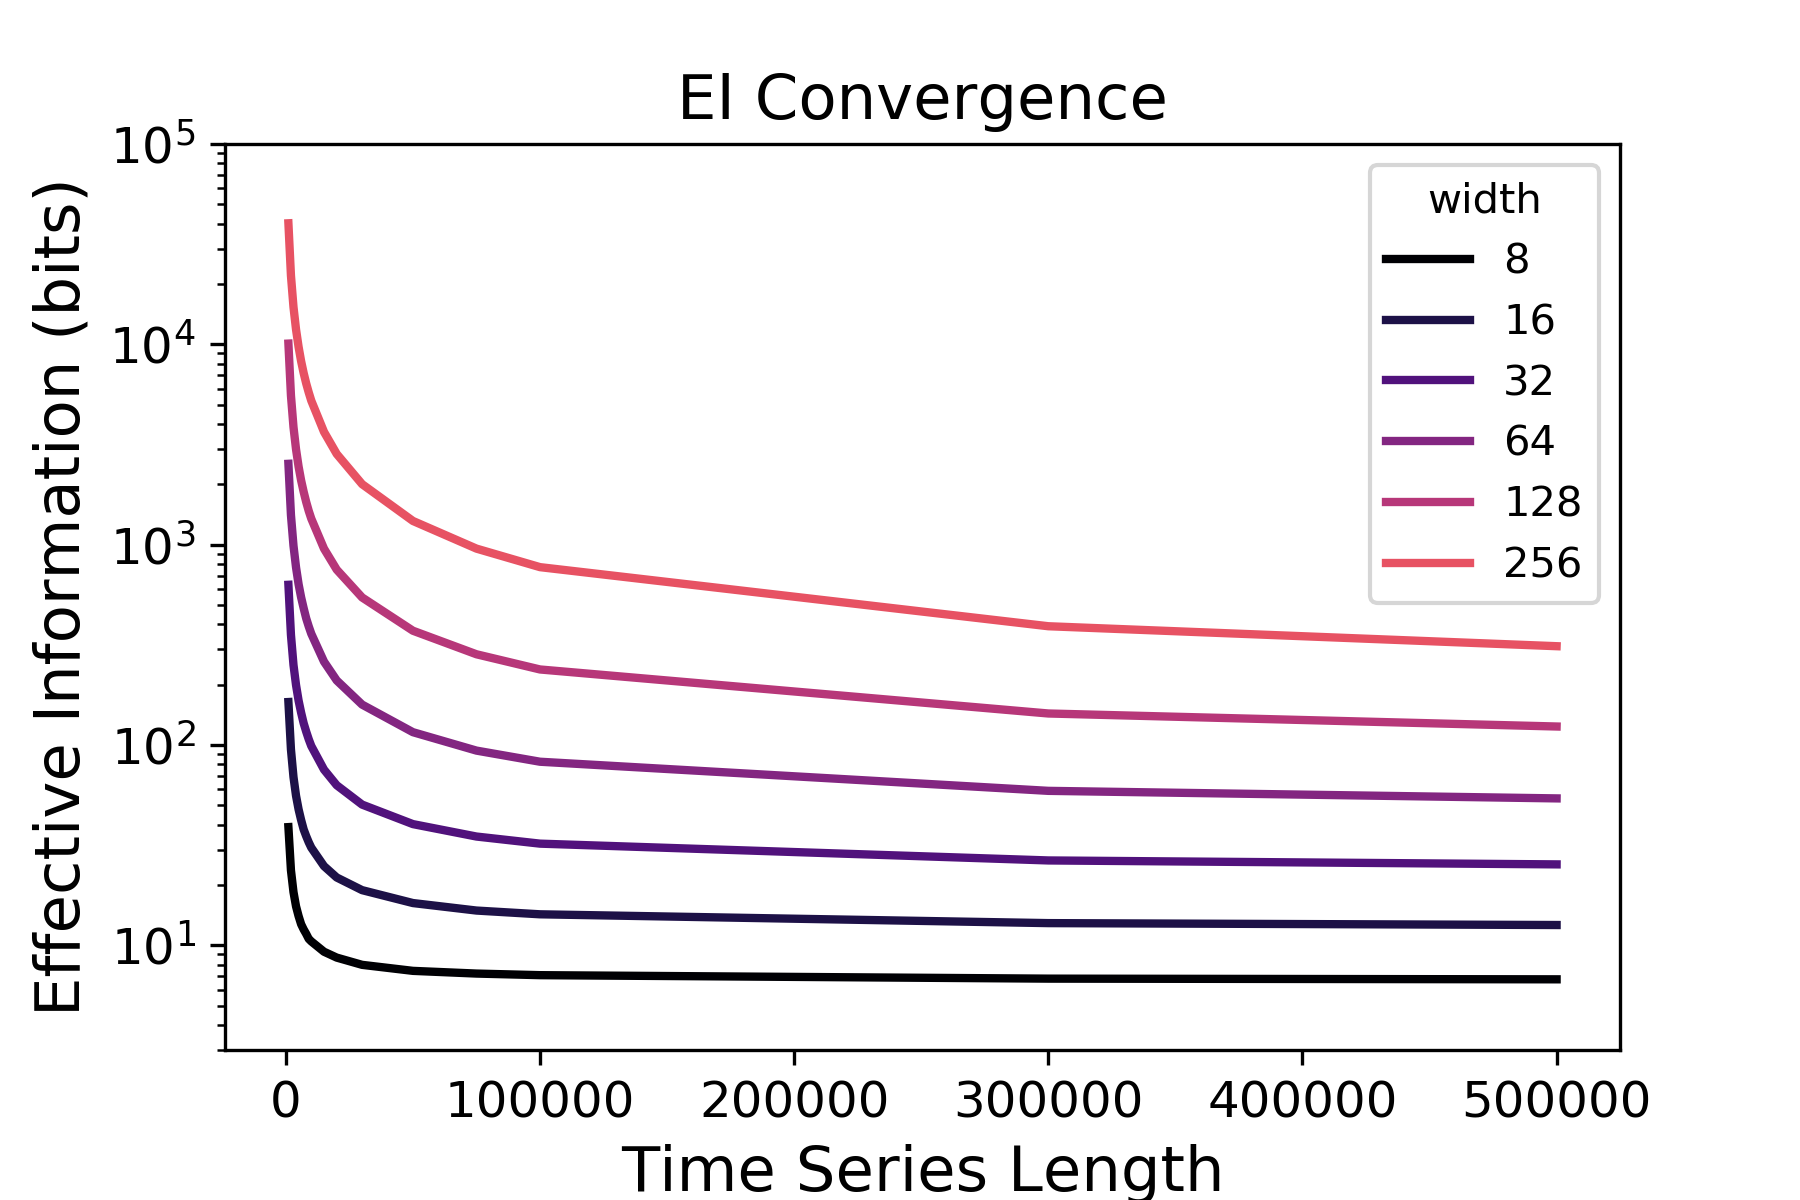 EI Convergence
Effective Information (bits)
10^5
10^4
10^3
10^2
10^1
width
8
16
32
64
128
256
0 100000 200000 300000 400000 500000
Time Series Length